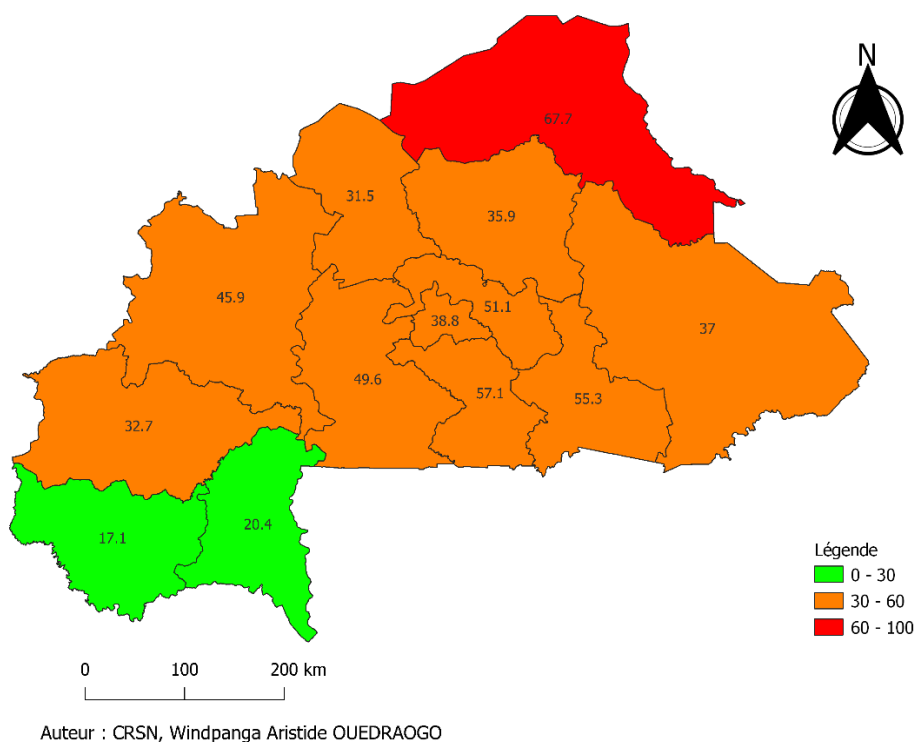 N
67.7
31.5
35.9
45.9
51.1
38.8
37
49.6
57.1
55.3
32.7
20.4
17.1
Légende
0 - 30
30 - 60
60 - 100
0 100 200 km
Auteur : CRSN, Windpanga Aristide OUEDRAOGO